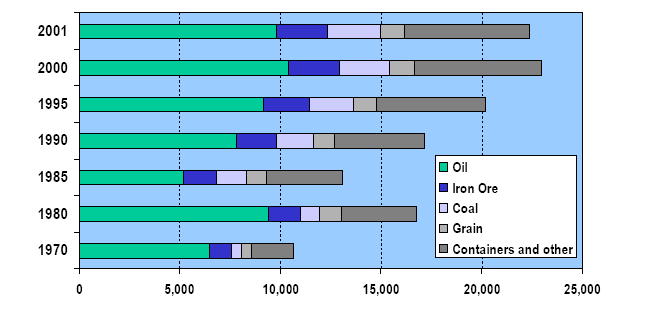 2001
2000
1995
1990
1985
1980
1970
Oil
Iron Ore
Coal
Grain
Containers and other
0 5,000 10,000 15,000 20,000 25,000